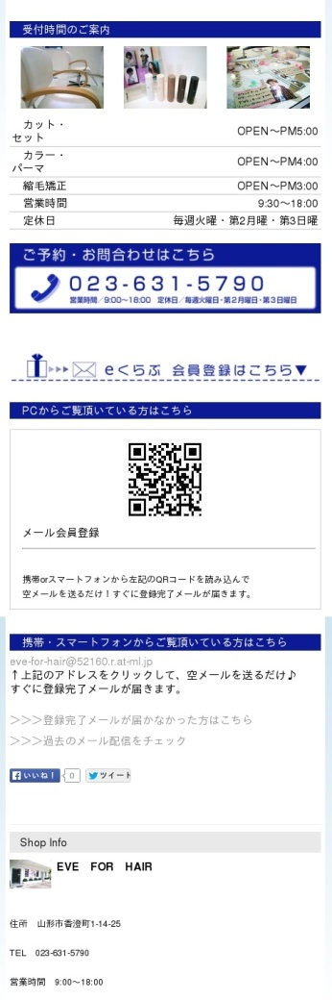 受付時間のご案内
カット・
セット
OPEN～PM5:00
カラー・
パーマ
OPEN～PM4:00
縮毛矯正 OPEN～PM3:00
営業時間 9:30～18:00
定休日 毎週火曜・第2月曜・第3日曜
ご予約・お問合わせはこちら
023-631-5790
営業時間／9:00～18:00 定休日／毎週火曜日・第2月曜日・第3日曜日
eくらぶ 会員登録はこちら▼
PCからご覧頂いている方はこちら
メール会員登録
携帯orスマートフォンから左記のQRコードを読み込んで
空メールを送るだけ！すぐに登録完了メールが届きます。
携帯・スマートフォンからご覧頂いている方はこちら
eve-for-hair@52160.r.at-ml.jp
↑上記のアドレスをクリックして、空メールを送るだけ♪
すぐに登録完了メールが届きます。
>>>登録完了メールが届かなかった方はこちら
>>>過去のメール配信をチェック
いいね！ 0 ツイート
Shop Info
EVE FOR HAIR
住所 山形市香澄町1-14-25
TEL 023-631-5790
営業時間 9:00～18:00